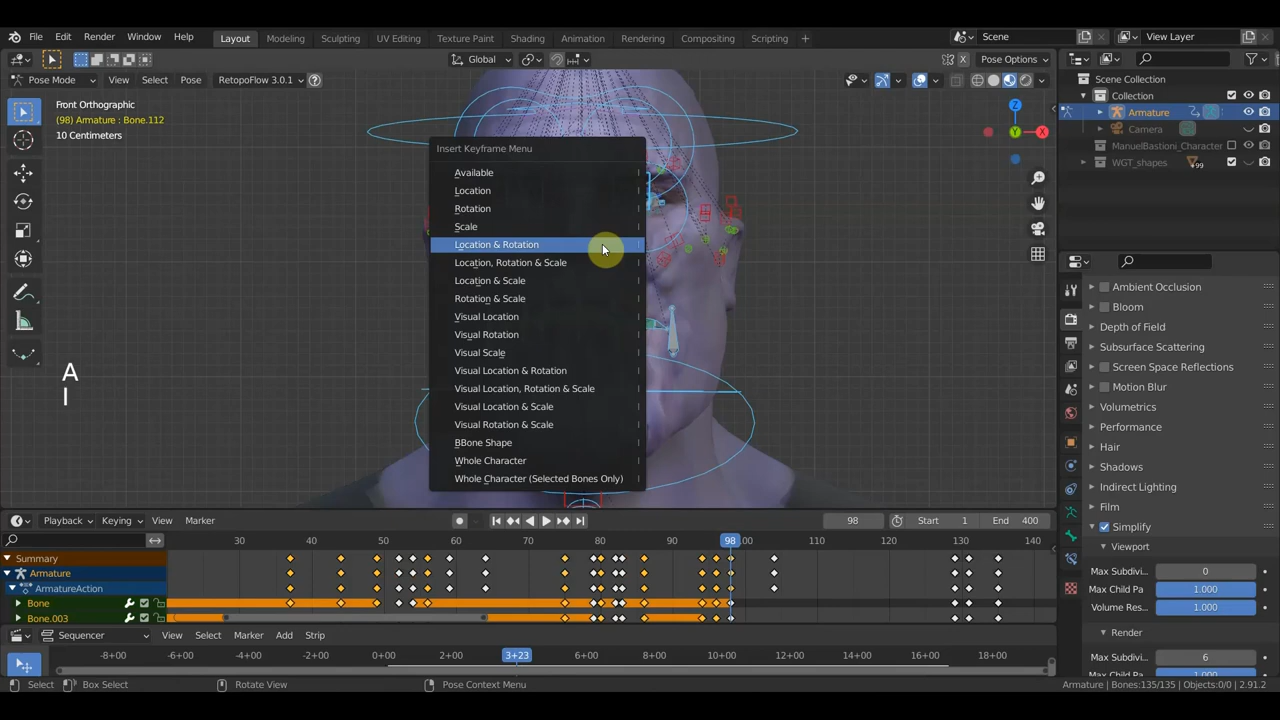 File Edit Render Window Help Layout Modeling Sculpting UV Editing Texture Paint Shading Animation Rendering Compositing Scripting + Scene View Layer
Global Pose Options
Pose Mode View Select Pose RetopoFlow 3.0.1
Scene Collection
Collection
Armature
Camera
ManuelBastioni_Character
WGT_shapes
99
Front Orthographic
(98) Armature : Bone.112
10 Centimeters
Z
Y
X
Insert Keyframe Menu
Available
Location
Rotation
Scale
Location & Rotation
Location, Rotation & Scale
Location & Scale
Rotation & Scale
Visual Location
Visual Rotation
Visual Scale
Visual Location & Rotation
Visual Location, Rotation & Scale
Visual Location & Scale
Visual Rotation & Scale
BBone Shape
Whole Character
Whole Character (Selected Bones Only)
A
I
Ambient Occlusion
Bloom
Depth of Field
Subsurface Scattering
Screen Space Reflections
Motion Blur
Volumetrics
Performance
Hair
Shadows
Indirect Lighting
Film
Simplify
Viewport
Max Subdivi... 0
Max Child Pa 1.000
Volume Res... 1.000
Render
Max Subdivi... 6
Max Child Pa 1.000
Playback Keying View Marker 98 Start 1 End 400
30 40 50 60 70 80 90 98 100 110 120 130 140
Summary
Armature
ArmatureAction
Bone
Bone.003
Sequencer View Select Marker Add Strip
-8+00 -6+00 -4+00 -2+00 0+00 2+00 3+23 6+00 8+00 10+00 12+00 14+00 16+00 18+00
Select Box Select Rotate View Pose Context Menu Armature | Bones:135/135 | Objects:0/0 | 2.91.2